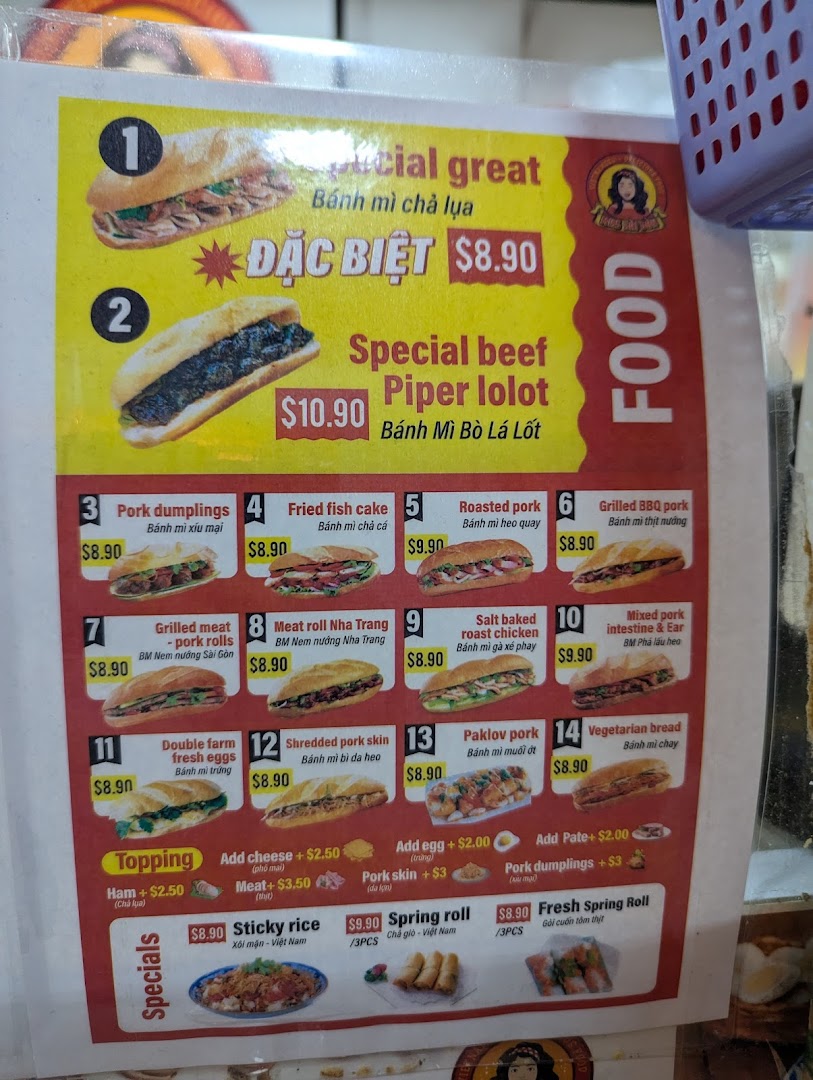 1
Special great
Bánh mì chả lụa
ĐẶC BIỆT $8.90
2
Special beef
Piper lolot
$10.90
Bánh Mì Bò Lá Lốt
FOOD
3 Pork dumplings
Bánh mì xíu mại
$8.90
4 Fried fish cake
Bánh mì chả cá
$8.90
5 Roasted pork
Bánh mì heo quay
$9.90
6 Grilled BBQ pork
Bánh mì thịt nướng
$8.90
7 Grilled meat
- pork rolls
BM Nem nướng Sài Gòn
$8.90
8 Meat roll Nha Trang
BM Nem nướng Nha Trang
$8.90
9 Salt baked
roast chicken
Bánh mì gà xé phay
$8.90
10 Mixed pork
intestine & Ear
BM Phá lấu heo
$9.90
11 Double farm
fresh eggs
Bánh mì trứng
$8.90
12 Shredded pork skin
Bánh mì bì da heo
$8.90
13 Paklov pork
Bánh mì muối ớt
$8.90
14 Vegetarian bread
Bánh mì chay
$8.90
Topping
Add cheese + $2.50
(phô mai)
Add egg + $2.00
(trứng)
Add Pate+ $2.00
Ham + $2.50
(Chả lụa)
Meat+ $3,50
(thịt)
Pork skin + $3
(da lợn)
Pork dumplings + $3
(xíu mại)
Specials
$8.90 Sticky rice
Xôi mặn - Việt Nam
$9.90 Spring roll
/3PCS Chả giò - Việt Nam
$8.90 Fresh Spring Roll
/3PCS Gỏi cuốn tôm thịt